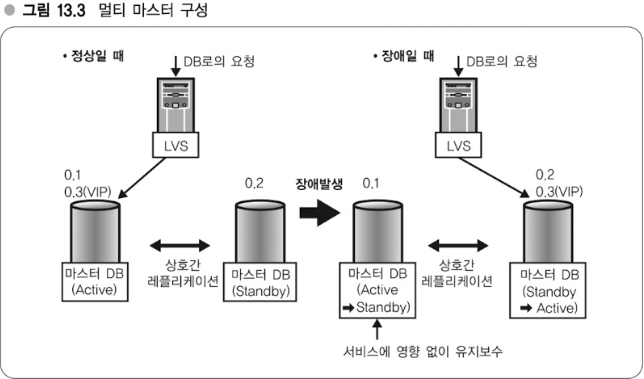 ● 그림 13.3 멀티 마스터 구성
• 정상일 때
DB로의 요청
LVS
0.1
0.3(VIP)
0.2
마스터 DB
(Active)
상호간
레플리케이션
마스터 DB
(Standby)
장애발생
• 장애일 때
DB로의 요청
LVS
0.1
0.2
0.3(VIP)
마스터 DB
(Active
➡Standby)
상호간
레플리케이션
마스터 DB
(Standby
➡ Active)
서비스에 영향 없이 유지보수